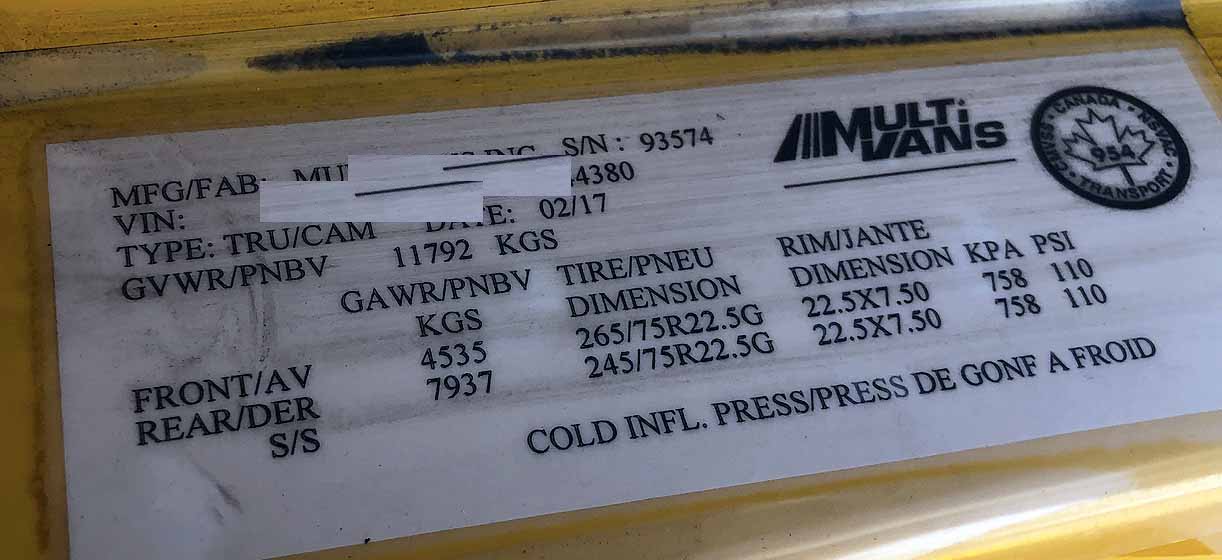 MFG/FAB: MU INC. S/N: 93574
VIN: 4380
TYPE: TRU/CAM DATE: 02/17
GVWR/PNBV 11792 KGS
GAWR/PNBV TIRE/PNEU RIM/JANTE
KGS DIMENSION DIMENSION KPA PSI
FRONT/AV 4535 265/75R22.5G 22.5X7.50 758 110
REAR/DER 7937 245/75R22.5G 22.5X7.50 758 110
S/S
COLD INFL. PRESS/PRESS DE GONF A FROID
MULTI
VANS
CANADA
954
TRANSPORT